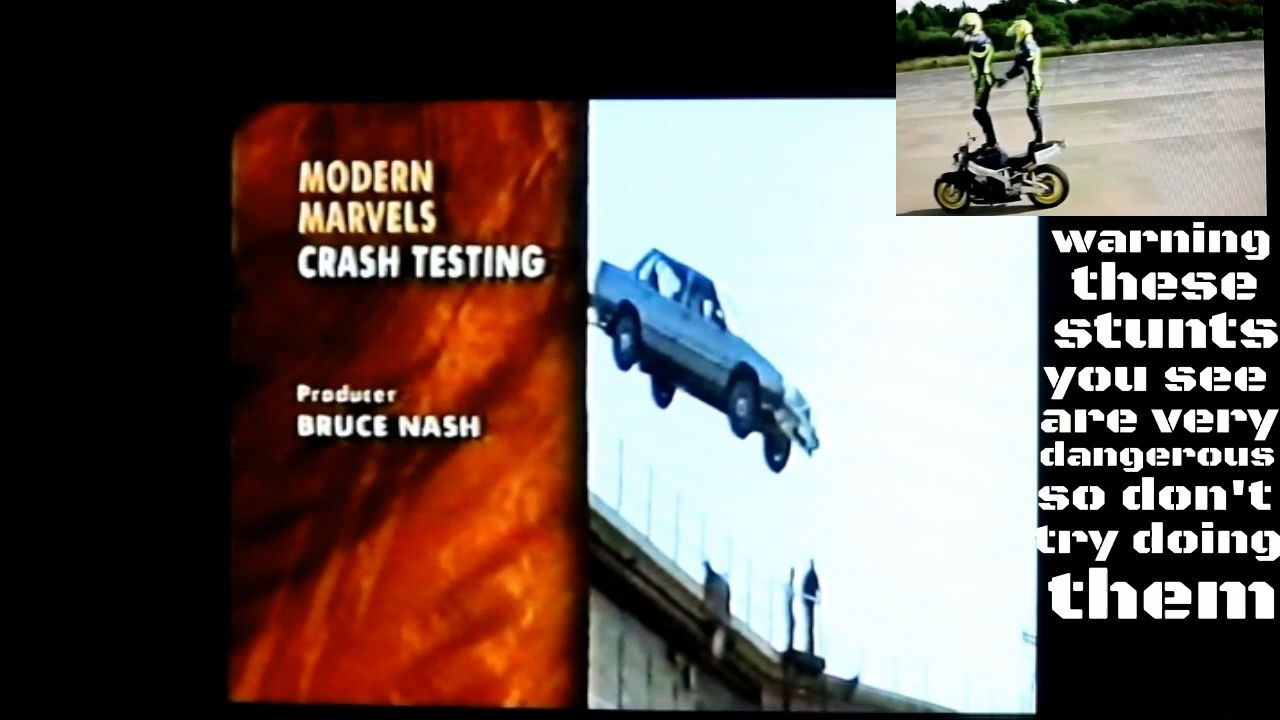 MODERN
MARVELS
CRASH TESTING
Producer
BRUCE NASH
warning
these
stunts
you see
are very
dangerous
so don't
try doing
them